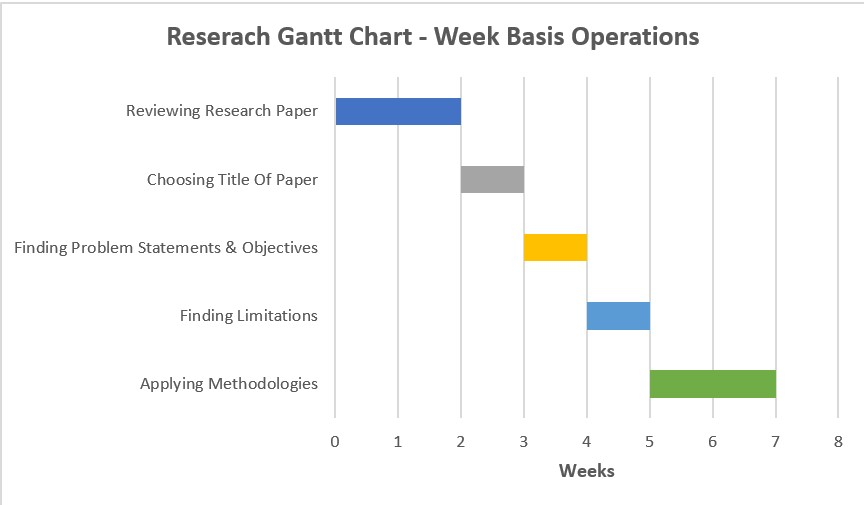 Reserach Gantt Chart - Week Basis Operations
Reviewing Research Paper
Choosing Title Of Paper
Finding Problem Statements & Objectives
Finding Limitations
Applying Methodologies
0 1 2 3 4 5 6 7 8
Weeks